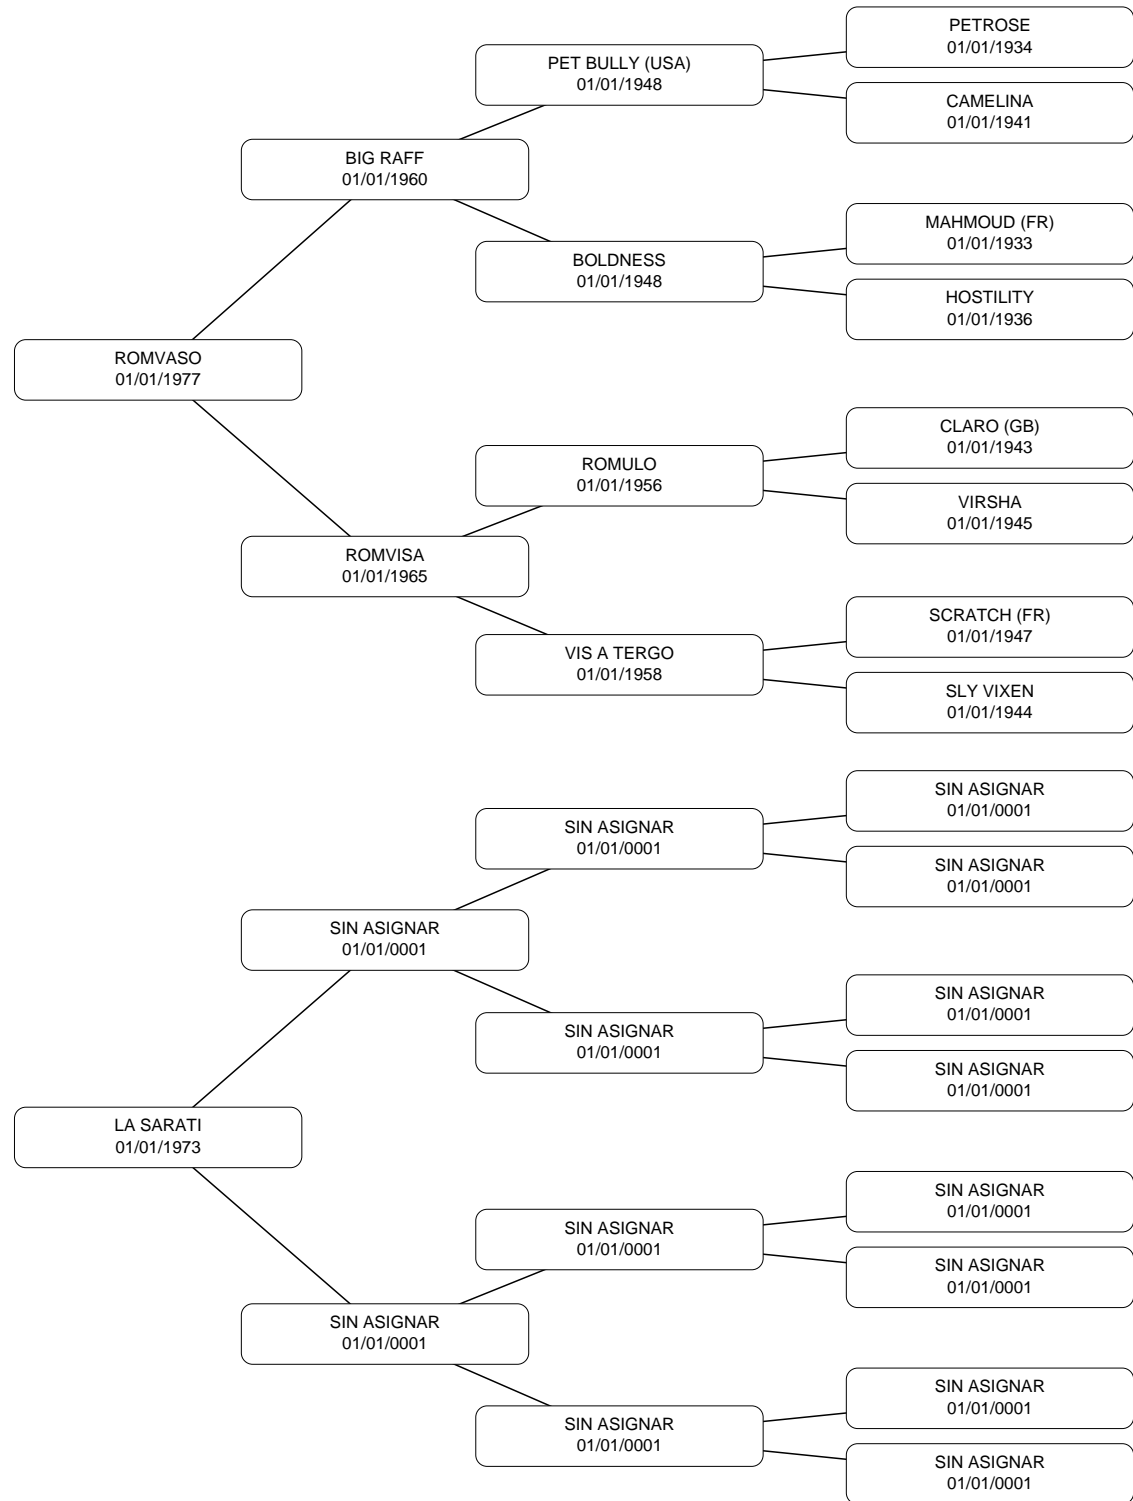 PETROSE
01/01/1934
PET BULLY (USA)
01/01/1948
CAMELINA
01/01/1941
BIG RAFF
01/01/1960
MAHMOUD (FR)
01/01/1933
BOLDNESS
01/01/1948
HOSTILITY
01/01/1936
ROMVASO
01/01/1977
CLARO (GB)
01/01/1943
ROMULO
01/01/1956
VIRSHA
01/01/1945
ROMVISA
01/01/1965
SCRATCH (FR)
01/01/1947
VIS A TERGO
01/01/1958
SLY VIXEN
01/01/1944
SIN ASIGNAR
01/01/0001
SIN ASIGNAR
01/01/0001
SIN ASIGNAR
01/01/0001
SIN ASIGNAR
01/01/0001
SIN ASIGNAR
01/01/0001
SIN ASIGNAR
01/01/0001
SIN ASIGNAR
01/01/0001
LA SARATI
01/01/1973
SIN ASIGNAR
01/01/0001
SIN ASIGNAR
01/01/0001
SIN ASIGNAR
01/01/0001
SIN ASIGNAR
01/01/0001
SIN ASIGNAR
01/01/0001
SIN ASIGNAR
01/01/0001
SIN ASIGNAR
01/01/0001